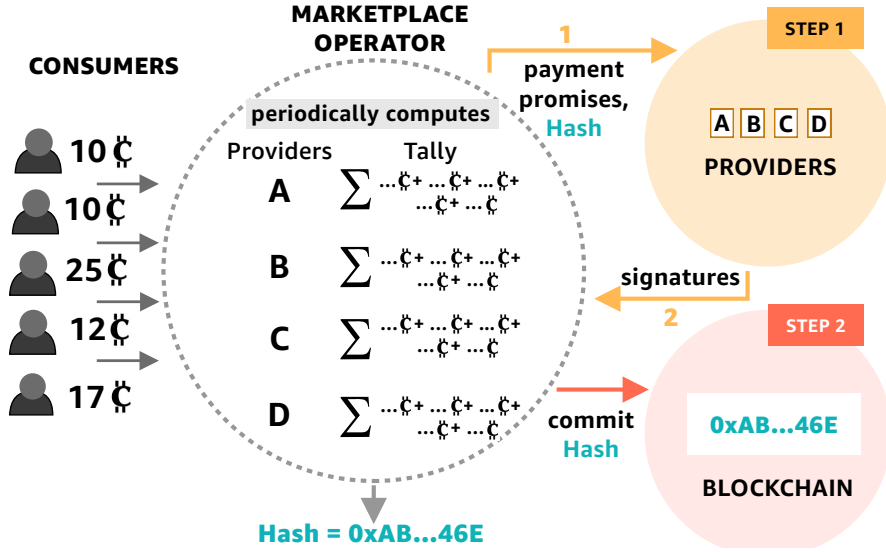 CONSUMERS
10 ₵
10 ₵
25 ₵
12 ₵
17 ₵
MARKETPLACE
OPERATOR
periodically computes
Providers Tally
A ∑ ...₵+ ...₵+ ...₵+
...₵+ ...₵
B ∑ ...₵+ ...₵+ ...₵+
...₵+ ...₵
C ∑ ...₵+ ...₵+ ...₵+
...₵+ ...₵
D ∑ ...₵+ ...₵+ ...₵+
...₵+ ...₵
Hash = 0xAB...46E
1
payment
promises,
Hash
STEP 1
A B C D
PROVIDERS
signatures
2
commit
Hash
STEP 2
0xAB...46E
BLOCKCHAIN